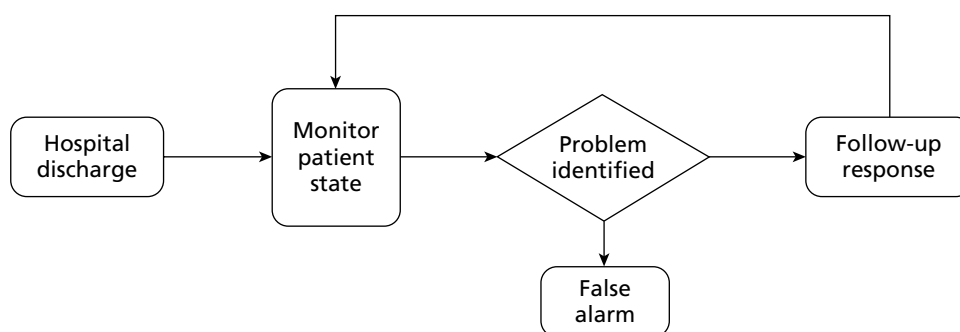 Hospital
discharge
Monitor
patient
state
Problem
identified
Follow-up
response
False
alarm